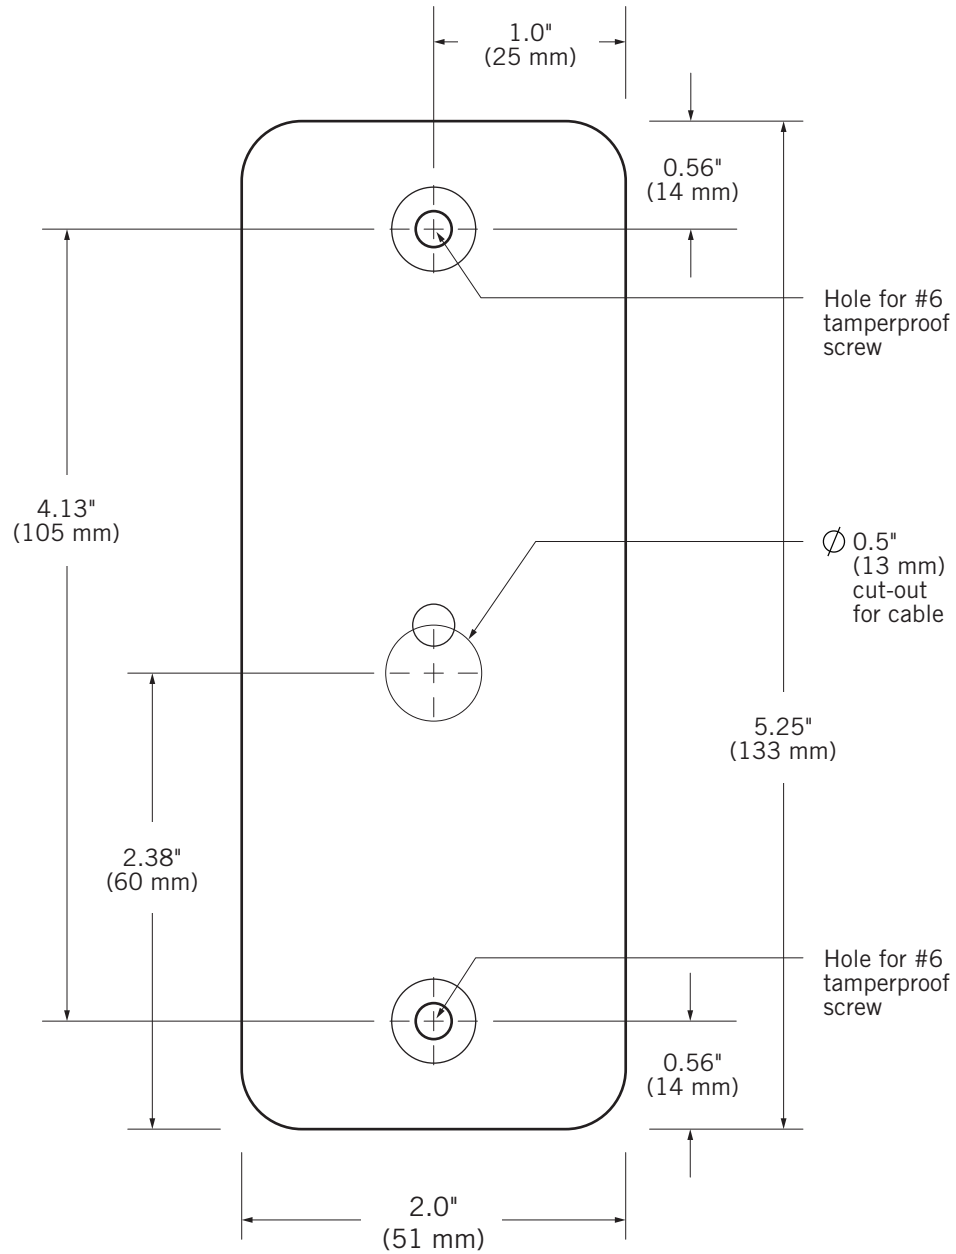 1.0"
(25 mm)
0.56"
(14 mm)
Hole for #6
tamperproof
screw
4.13"
(105 mm)
Ø 0.5"
(13 mm)
cut-out
for cable
5.25"
(133 mm)
2.38"
(60 mm)
Hole for #6
tamperproof
screw
0.56"
(14 mm)
2.0"
(51 mm)